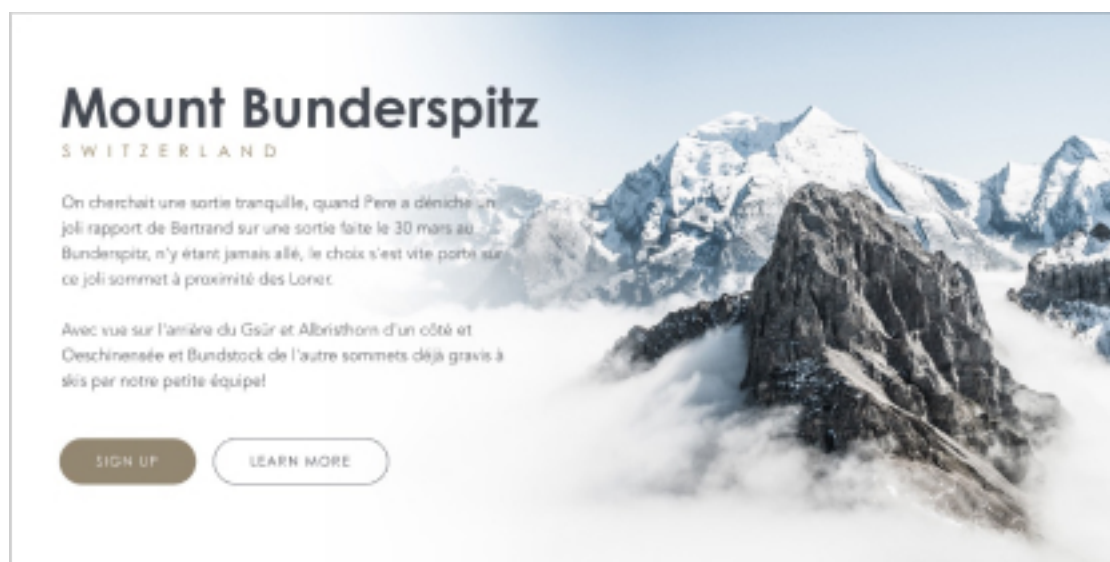 Mount Bunderspitz
SWITZERLAND
On cherchait une sortie tranquille, quand Pere a déniché un
joli rapport de Bertrand sur une sortie faite le 30 mars au
Bunderspitz, n'y étant jamais allé, le choix s'est vite porté sur
ce joli sommet à proximité des Loner.
Avec vue sur l'arrière du Gsür et Albristhorn d'un côté et
Oeschinensée et Bundstock de l'autre sommets déjà gravis à
skis par notre petite équipe!
SIGN UP
LEARN MORE